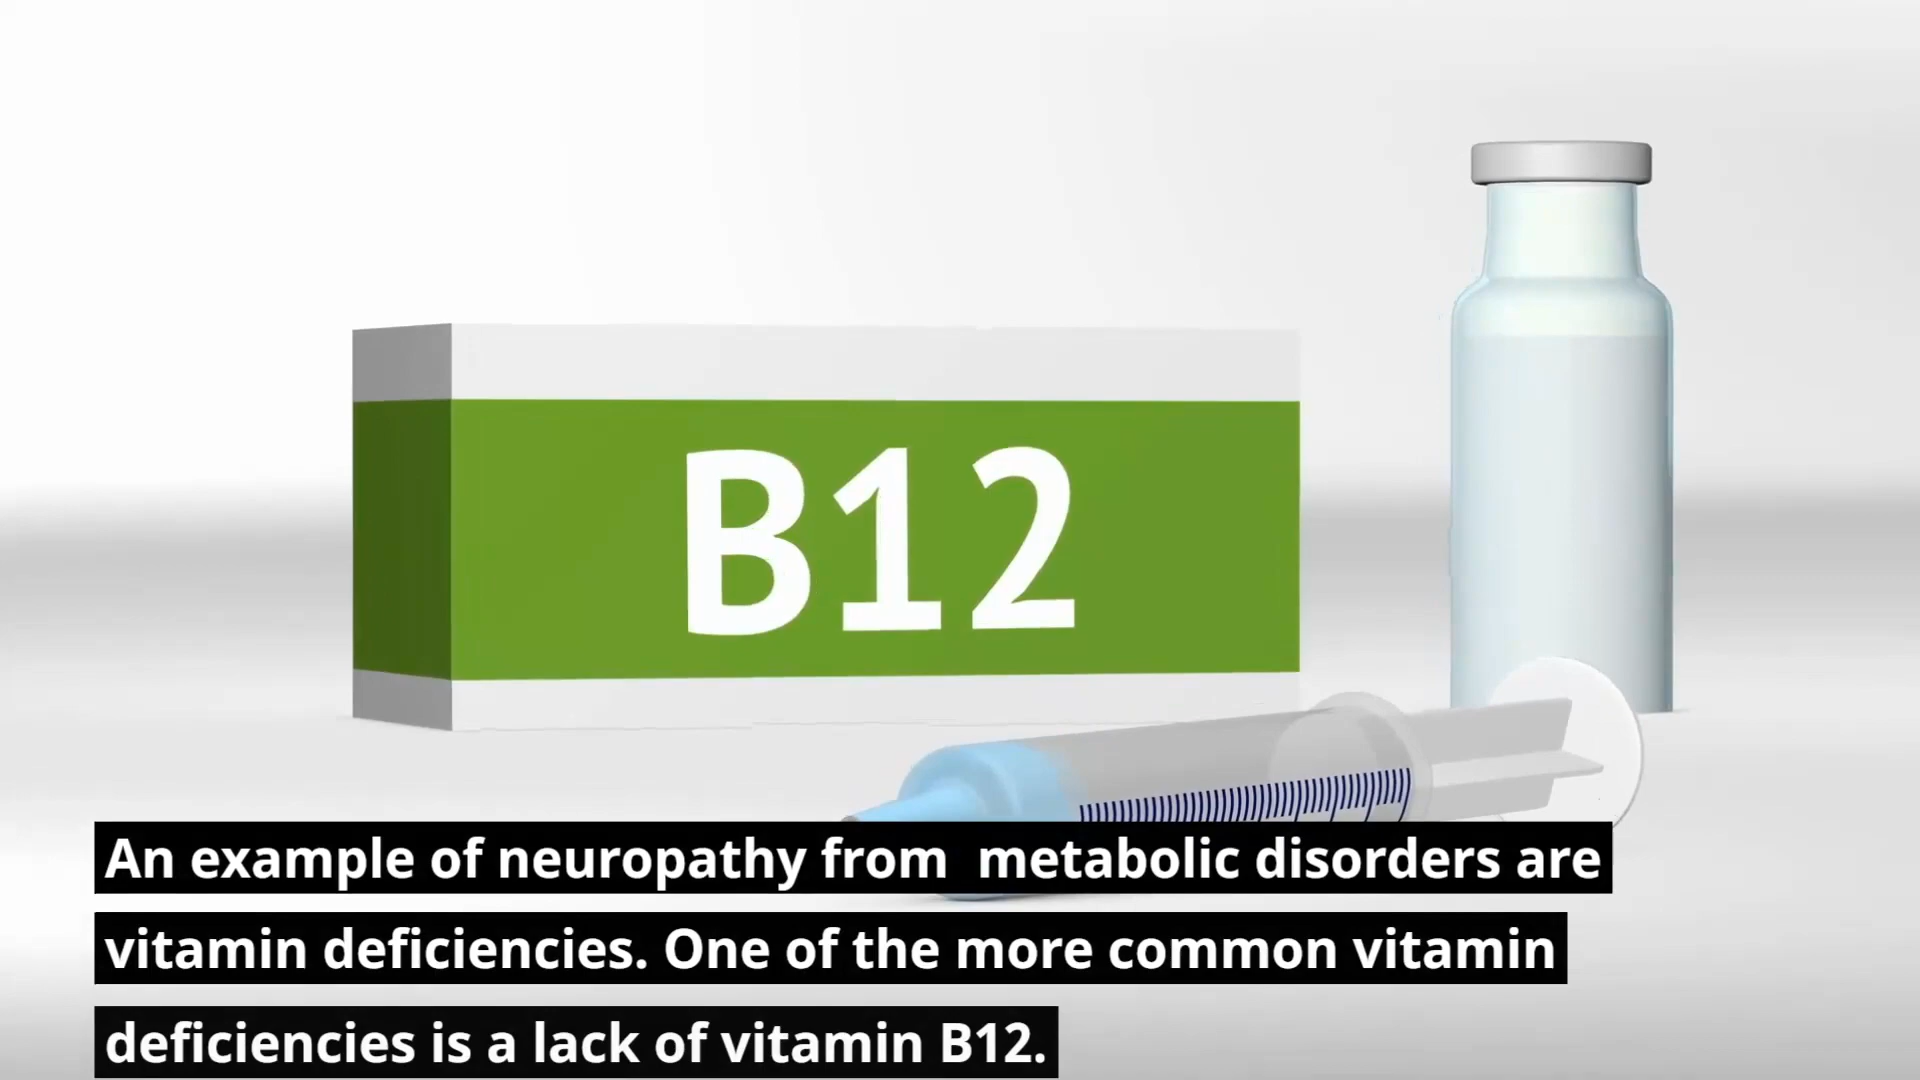 B12
An example of neuropathy from  metabolic disorders are
vitamin deficiencies. One of the more common vitamin
deficiencies is a lack of vitamin B12.